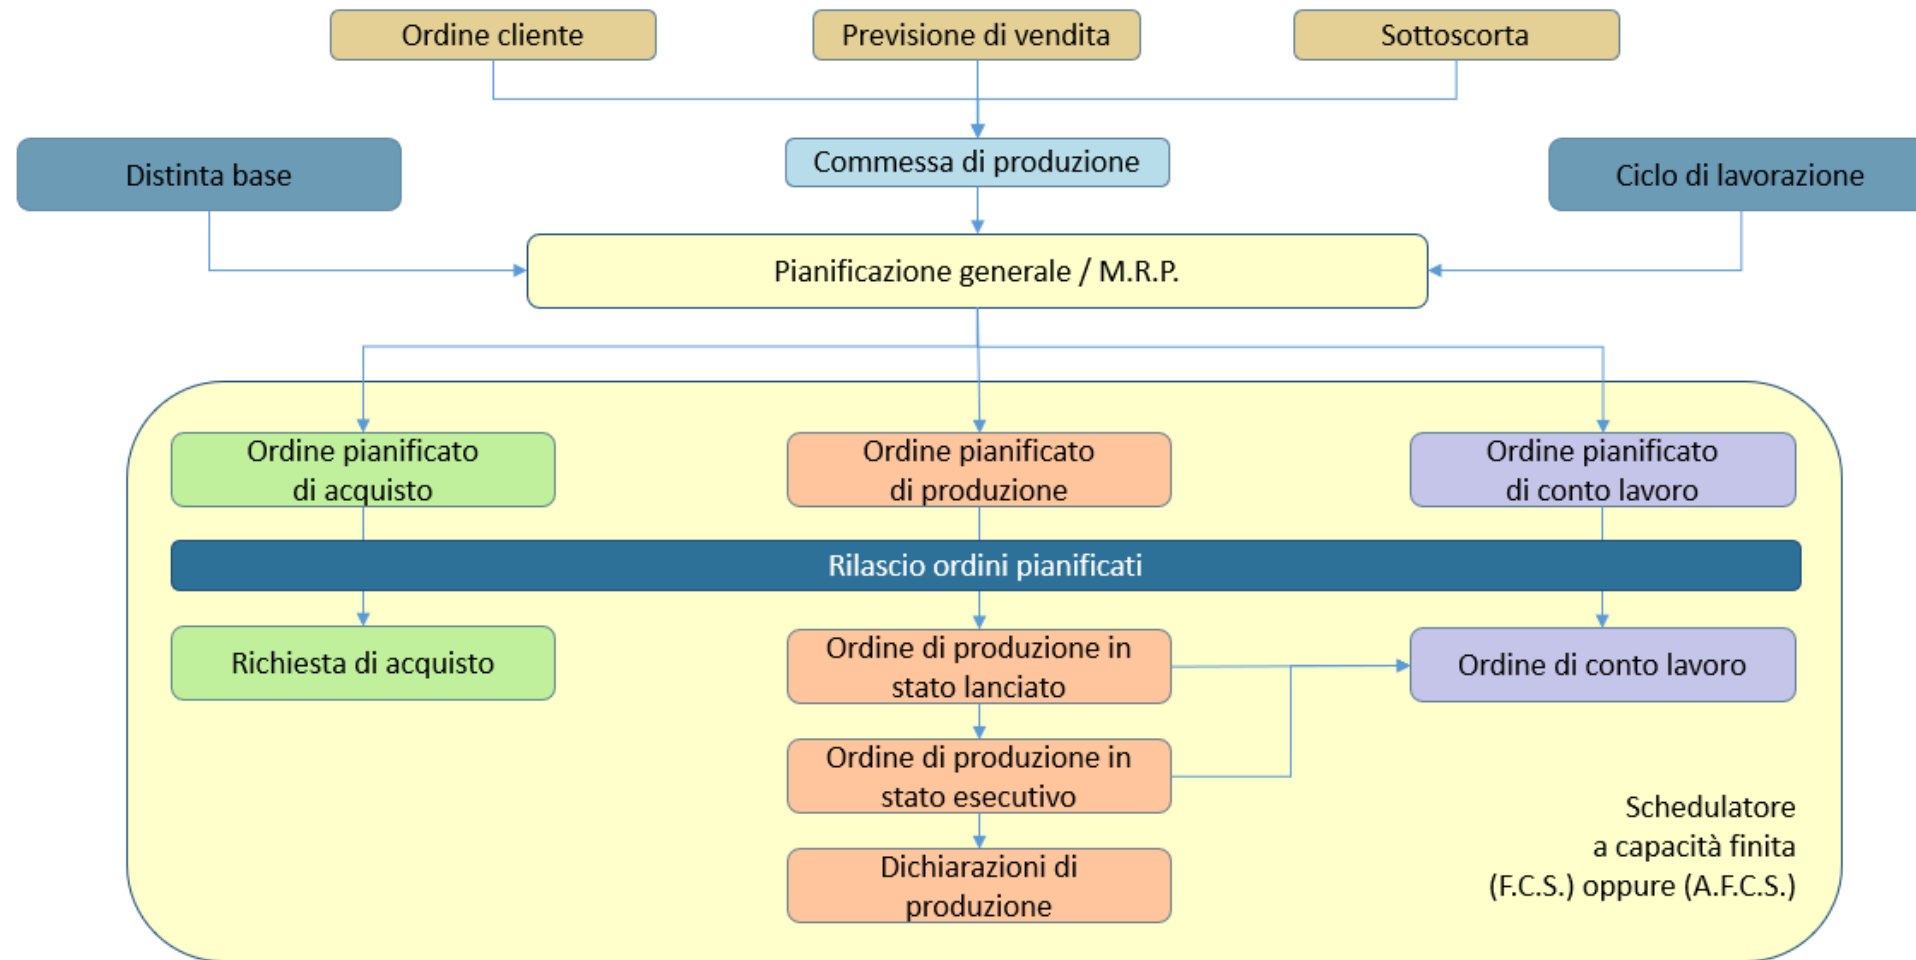 Ordine cliente
Previsione di vendita
Sottoscorta
Distinta base
Commessa di produzione
Ciclo di lavorazione
Pianificazione generale / M.R.P.
Ordine pianificato
di acquisto
Ordine pianificato
di produzione
Ordine pianificato
di conto lavoro
Rilascio ordini pianificati
Richiesta di acquisto
Ordine di produzione in
stato lanciato
Ordine di conto lavoro
Ordine di produzione in
stato esecutivo
Schedulatore
a capacità finita
(F.C.S.) oppure (A.F.C.S.)
Dichiarazioni di
produzione